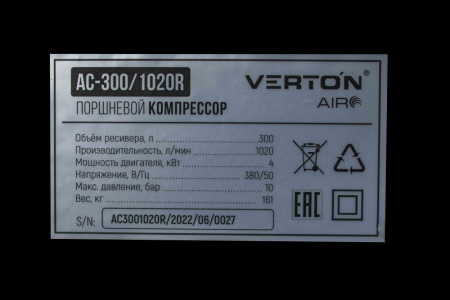 AC-300/1020R
VERTON®
AIR
ПОРШНЕВОЙ КОМПРЕССОР
Объём ресивера, л 300
Производительность, л/мин 1020
Мощность двигателя, кВт 4
Напряжение, В/Гц 380/50
Макс. давление, бар 10
Вес, кг 161
EAC
S/N: AC3001020R/2022/06/0027